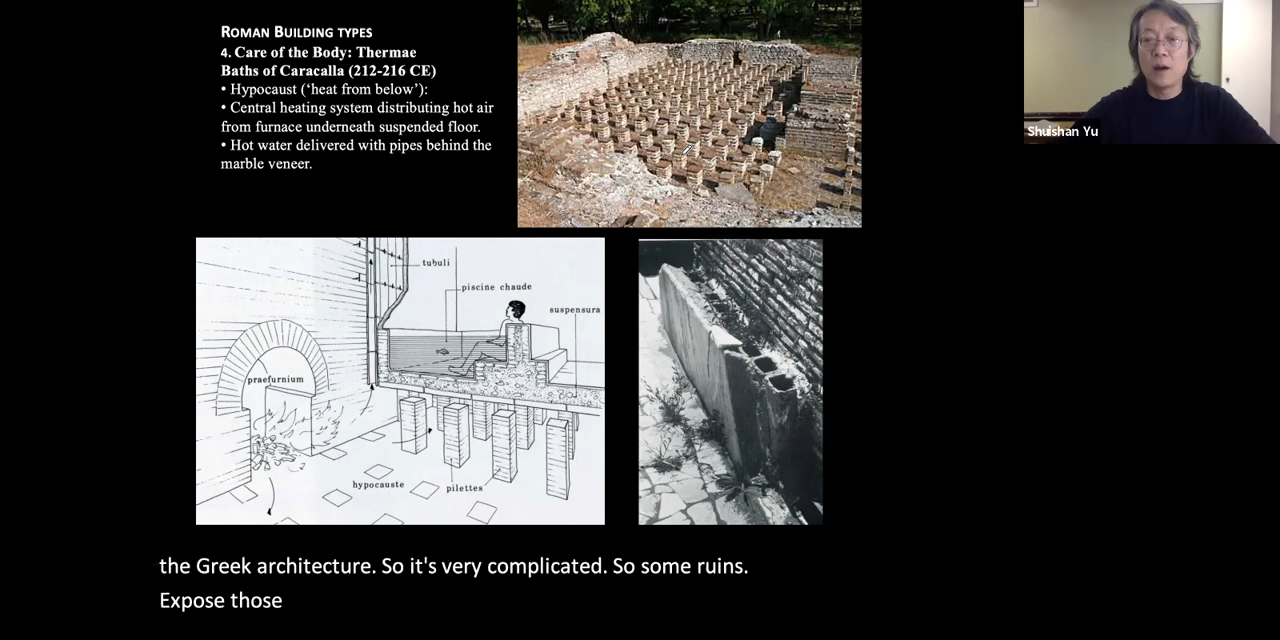 ROMAN BUILDING TYPES
4. Care of the Body: Thermae
Baths of Caracalla (212-216 CE)
• Hypocaust (‘heat from below’):
• Central heating system distributing hot air
from furnace underneath suspended floor.
• Hot water delivered with pipes behind the
marble veneer.
Shuishan Yu
tubuli
piscine chaude
suspensura
praefurnium
hypocauste
pilettes
the Greek architecture. So it's very complicated. So some ruins.
Expose those